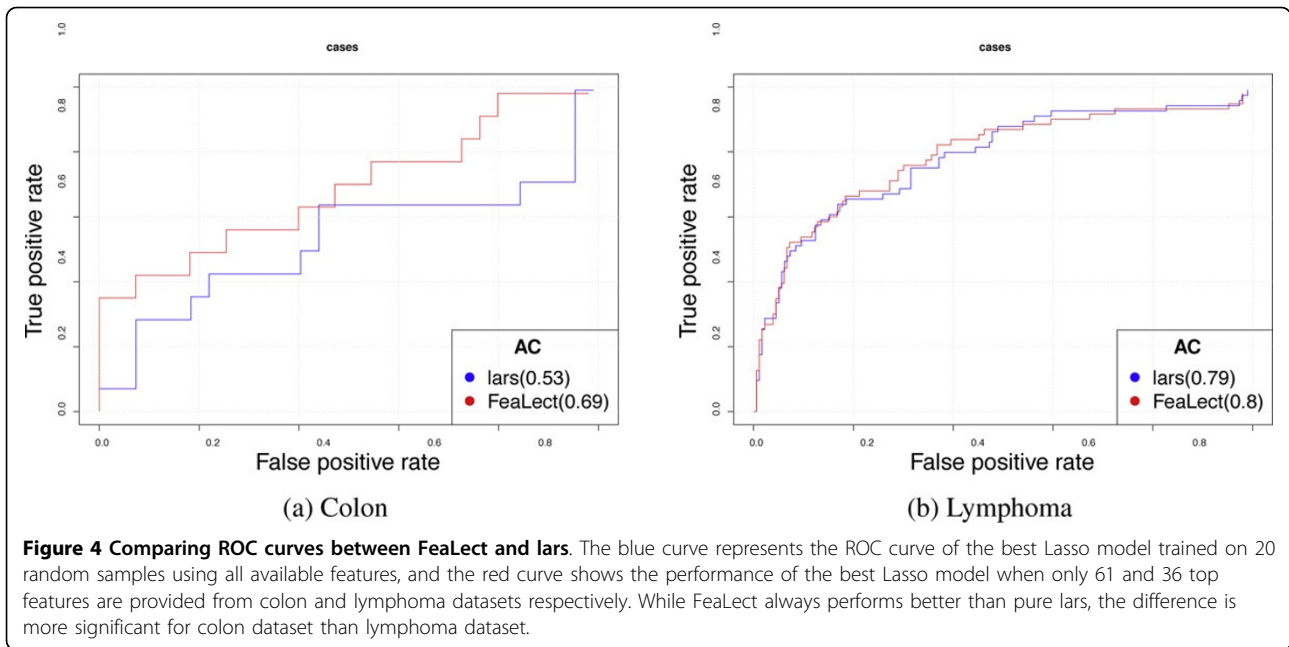 cases
True positive rate
1.0
0.8
0.6
0.4
0.2
0.0
AC
lars(0.53)
FeaLect(0.69)
0.0 0.2 0.4 0.6 0.8
False positive rate
(a) Colon
cases
True positive rate
1.0
0.8
0.6
0.4
0.2
0.0
AC
lars(0.79)
FeaLect(0.8)
0.0 0.2 0.4 0.6 0.8
False positive rate
(b) Lymphoma
Figure 4 Comparing ROC curves between FeaLect and lars. The blue curve represents the ROC curve of the best Lasso model trained on 20
random samples using all available features, and the red curve shows the performance of the best Lasso model when only 61 and 36 top
features are provided from colon and lymphoma datasets respectively. While FeaLect always performs better than pure lars, the difference is
more significant for colon dataset than lymphoma dataset.